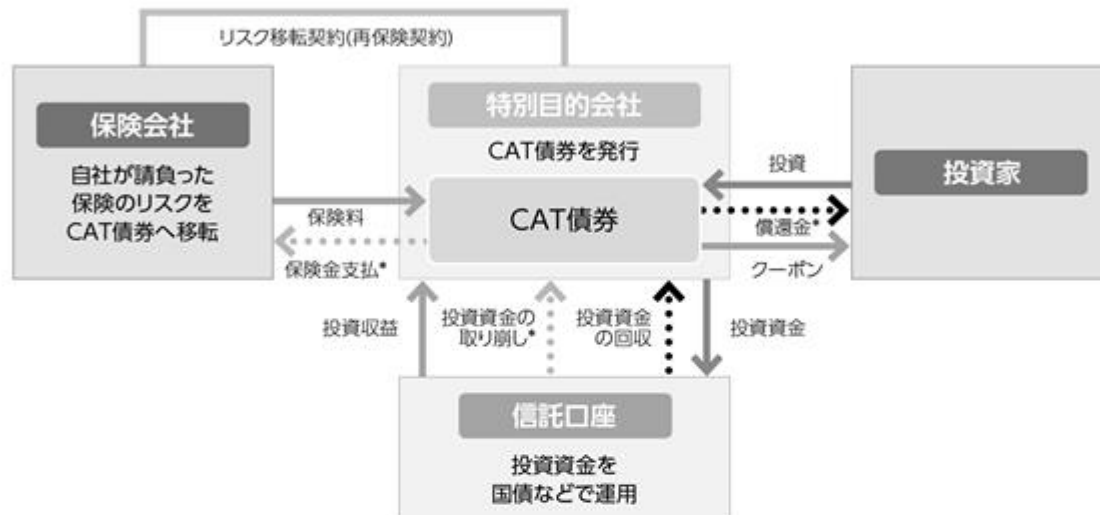 リスク移転契約(再保険契約)
保険会社
自社が請負った
保険のリスクを
CAT債券へ移転
特別目的会社
CAT債券を発行
CAT債券
投資家
保険料
保険金支払*
投資
償還金*
クーポン
投資収益
投資資金の
取り崩し*
投資資金
の回収
投資資金
信託口座
投資資金を
国債などで運用